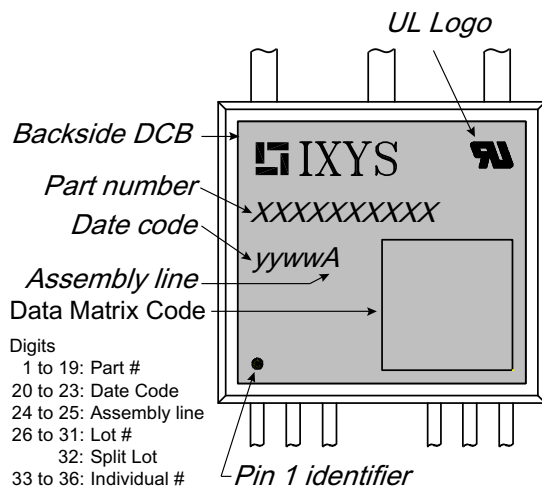 UL Logo
Backside DCB
IXYS
Part number
XXXXXXXXXX
Date code
yywwA
Assembly line
Data Matrix Code
Digits
1 to 19: Part #
20 to 23: Date Code
24 to 25: Assembly line
26 to 31: Lot #
32: Split Lot
33 to 36: Individual #
Pin 1 identifier